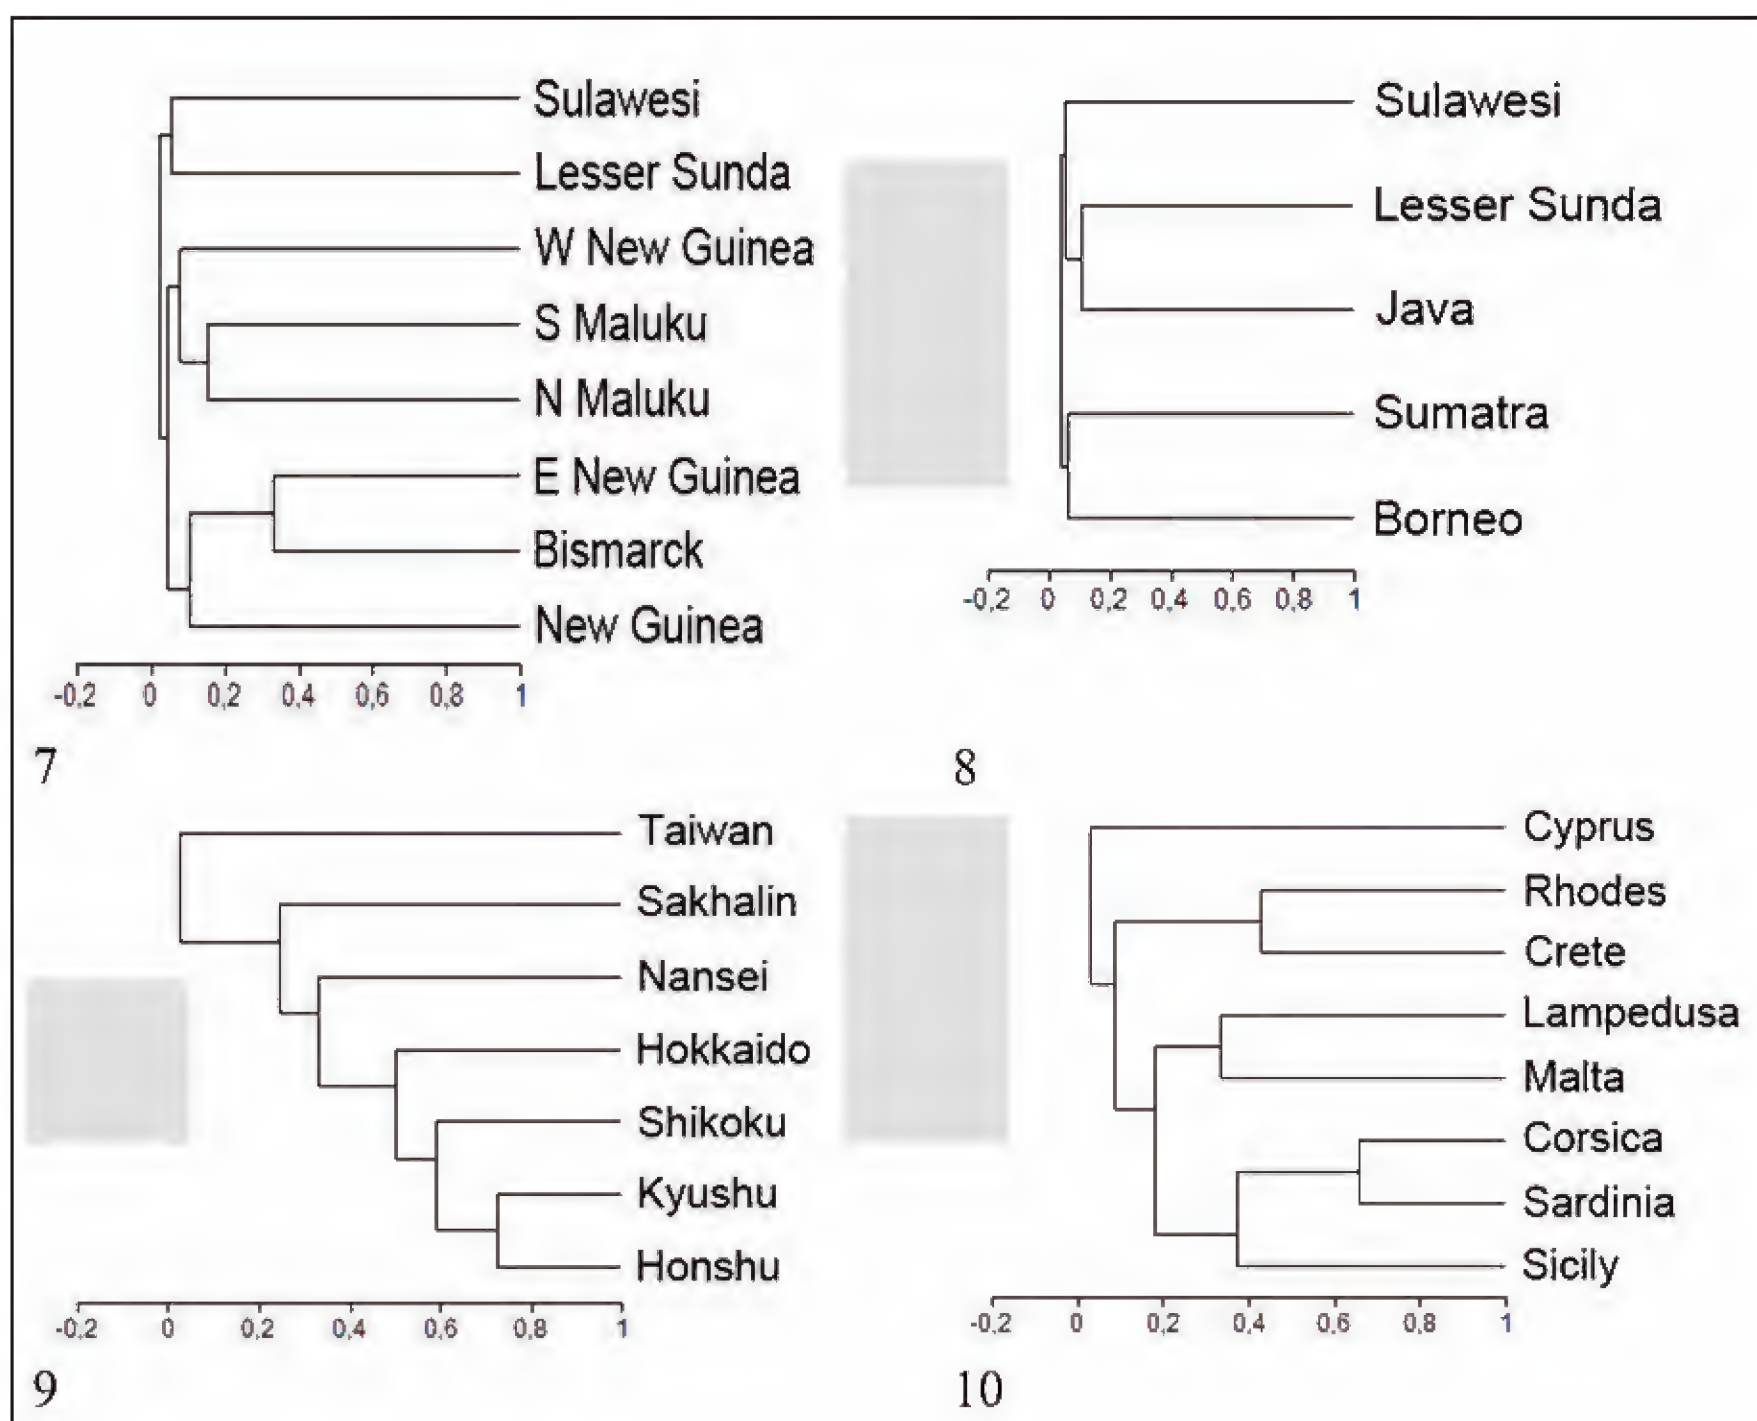 Sulawesi
Lesser Sunda
W New Guinea
S Maluku
N Maluku
E New Guinea
Bismarck
New Guinea
-0,2 0 0,2 0,4 0,6 0,8 1
7
Sulawesi
Lesser Sunda
Java
Sumatra
Borneo
-0,2 0 0,2 0,4 0,6 0,8 1
8
Taiwan
Sakhalin
Nansei
Hokkaido
Shikoku
Kyushu
Honshu
-0,2 0 0,2 0,4 0,6 0,8 1
9
Cyprus
Rhodes
Crete
Lampedusa
Malta
Corsica
Sardinia
Sicily
-0,2 0 0,2 0,4 0,6 0,8 1
10